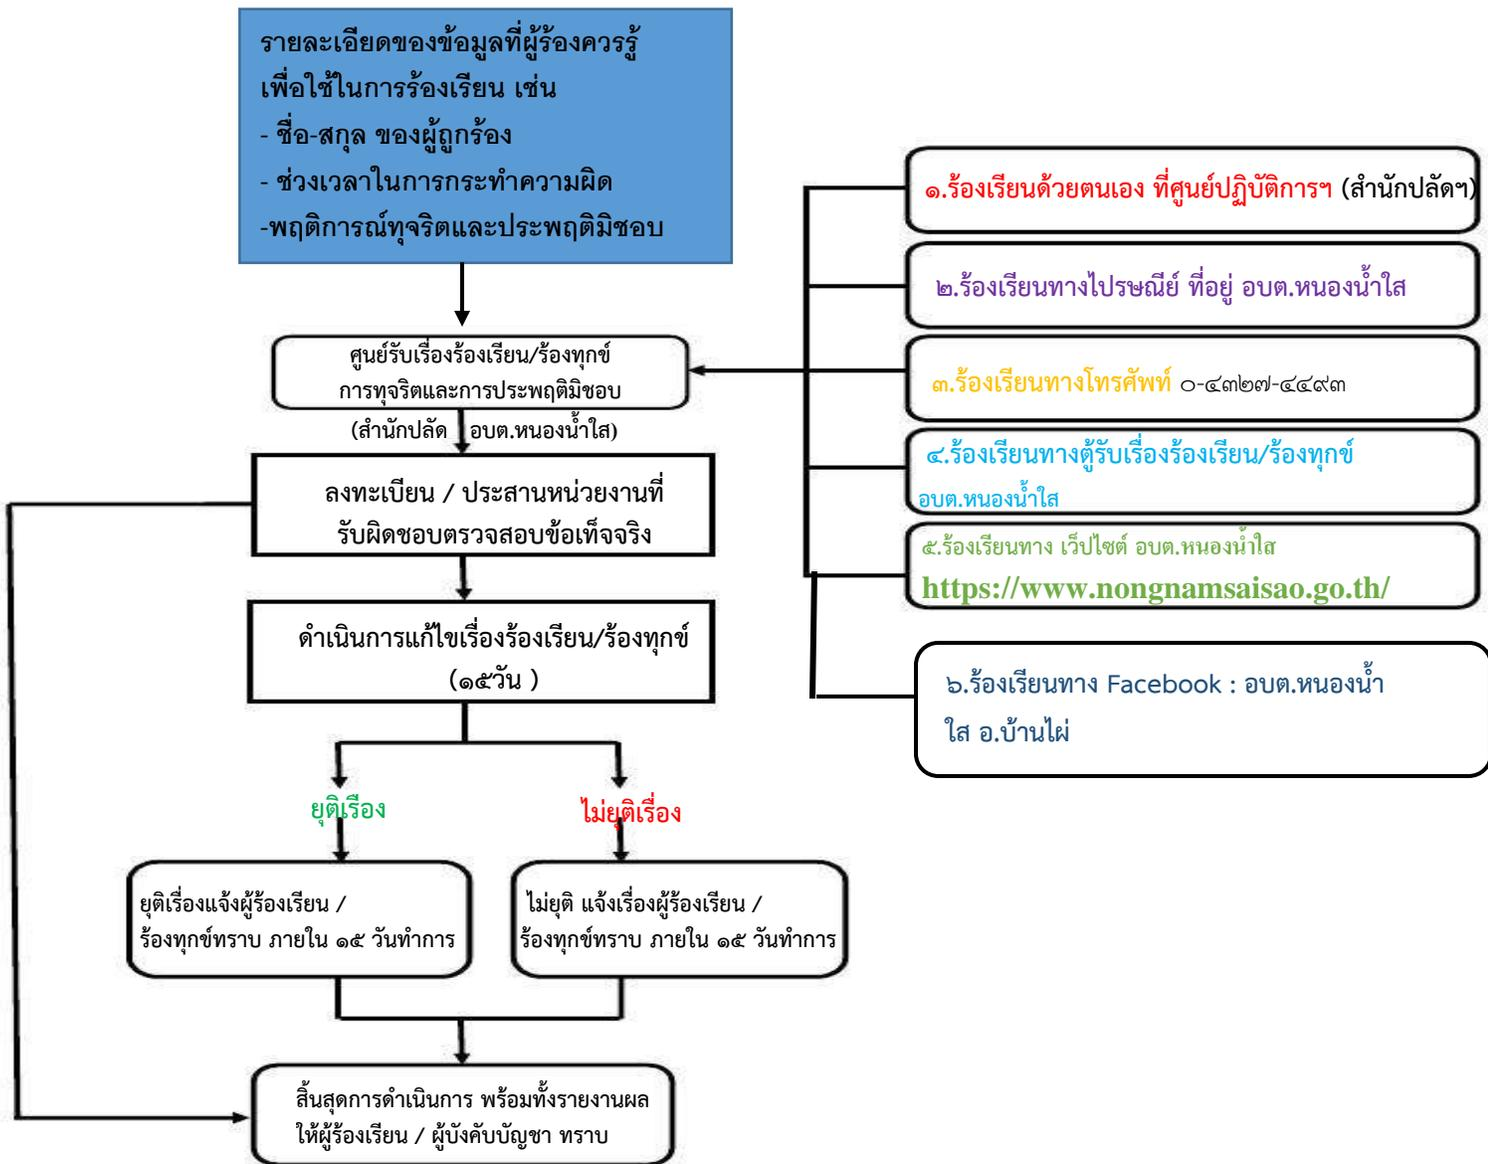 รายละเอียดของข้อมูลที่ผู้ร้องควรรู้
เพื่อใช้ในการร้องเรียน เช่น
- ชื่อ-สกุล ของผู้ถูกร้อง
- ช่วงเวลาในการกระทำความผิด
-พฤติการณ์ทุจริตและประพฤติมิชอบ
๑.ร้องเรียนด้วยตนเอง ที่ศูนย์ปฏิบัติการฯ (สำนักปลัดฯ)
๒.ร้องเรียนทางไปรษณีย์ ที่อยู่ อบต.หนองน้ำใส
๓.ร้องเรียนทางโทรศัพท์ ๐-๔๓๒๗-๔๔๙๓
๔.ร้องเรียนทางตู้รับเรื่องร้องเรียน/ร้องทุกข์
อบต.หนองน้ำใส
๕.ร้องเรียนทาง เว็ปไซต์ อบต.หนองน้ำใส
https://www.nongnamsaisao.go.th/
๖.ร้องเรียนทาง Facebook : อบต.หนองน้ำ
ใส อ.บ้านไผ่
ศูนย์รับเรื่องร้องเรียน/ร้องทุกข์
การทุจริตและการประพฤติมิชอบ
(สำนักปลัด อบต.หนองน้ำใส)
ลงทะเบียน / ประสานหน่วยงานที่
รับผิดชอบตรวจสอบข้อเท็จจริง
ดำเนินการแก้ไขเรื่องร้องเรียน/ร้องทุกข์
(๑๕วัน )
ยุติเรือง
ไม่ยุติเรื่อง
ยุติเรื่องแจ้งผู้ร้องเรียน /
ร้องทุกข์ทราบ ภายใน ๑๕ วันทำการ
ไม่ยุติ แจ้งเรื่องผู้ร้องเรียน /
ร้องทุกข์ทราบ ภายใน ๑๕ วันทำการ
สิ้นสุดการดำเนินการ พร้อมทั้งรายงานผล
ให้ผู้ร้องเรียน / ผู้บังคับบัญชา ทราบ